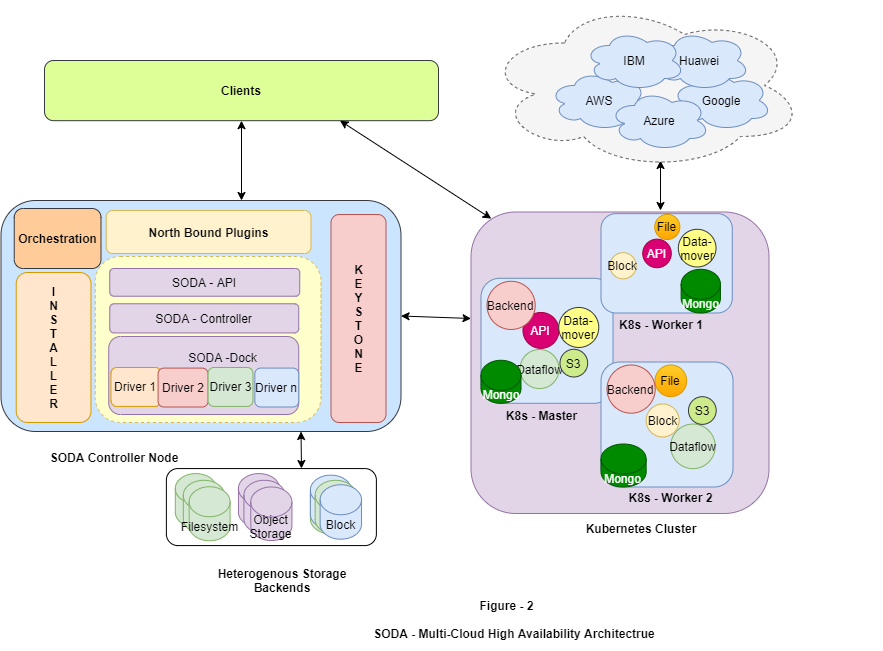 IBM
Huawei
AWS
Google
Azure
Clients
Orchestration
North Bound Plugins
INSTALLER
KEYSTONE
SODA - API
SODA - Controller
SODA -Dock
Driver 1
Driver 2
Driver 3
Driver n
SODA Controller Node
Filesystem
Object
Storage
Block
Heterogenous Storage
Backends
File
API
Data-
mover
Block
Mongo
K8s - Worker 1
Backend
API
Data-
mover
Dataflow
S3
Mongo
K8s - Master
Backend
File
Block
S3
Dataflow
Mongo
K8s - Worker 2
Kubernetes Cluster
Figure - 2
SODA - Multi-Cloud High Availability Architectrue